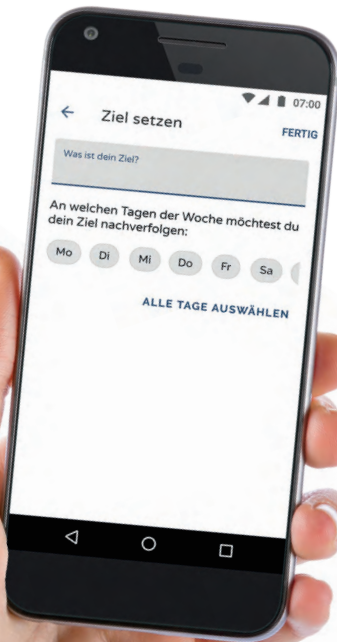 07:00
Ziel setzen
FERTIG
Was ist dein Ziel?
An welchen Tagen der Woche möchtest du
dein Ziel nachverfolgen:
Mo Di Mi Do Fr Sa
ALLE TAGE AUSWÄHLEN